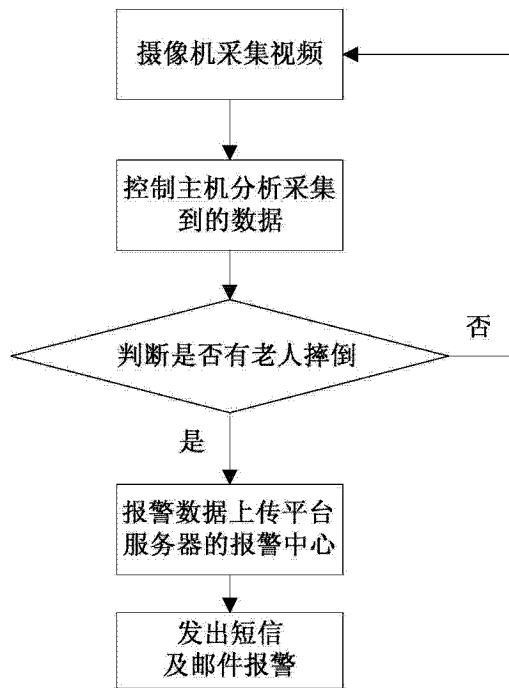 摄像机采集视频
控制主机分析采集
到的数据
判断是否有老人摔倒
否
是
报警数据上传平台
服务器的报警中心
发出短信
及邮件报警